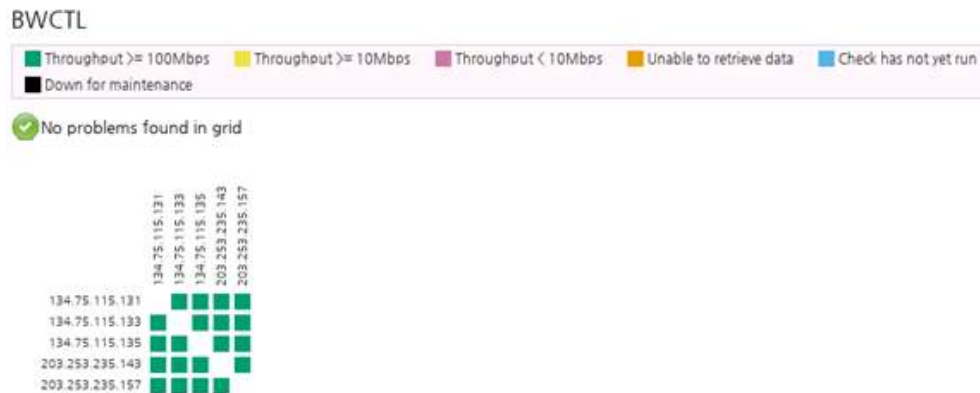 BWCTL
Throughput >= 100Mbps Throughput >= 10Mbps Throughput < 10Mbps Unable to retrieve data Check has not yet run
Down for maintenance
No problems found in grid
134.75.115.131
134.75.115.133
134.75.115.135
203.253.235.143
203.253.235.157
134.75.115.131
134.75.115.133
134.75.115.135
203.253.235.143
203.253.235.157